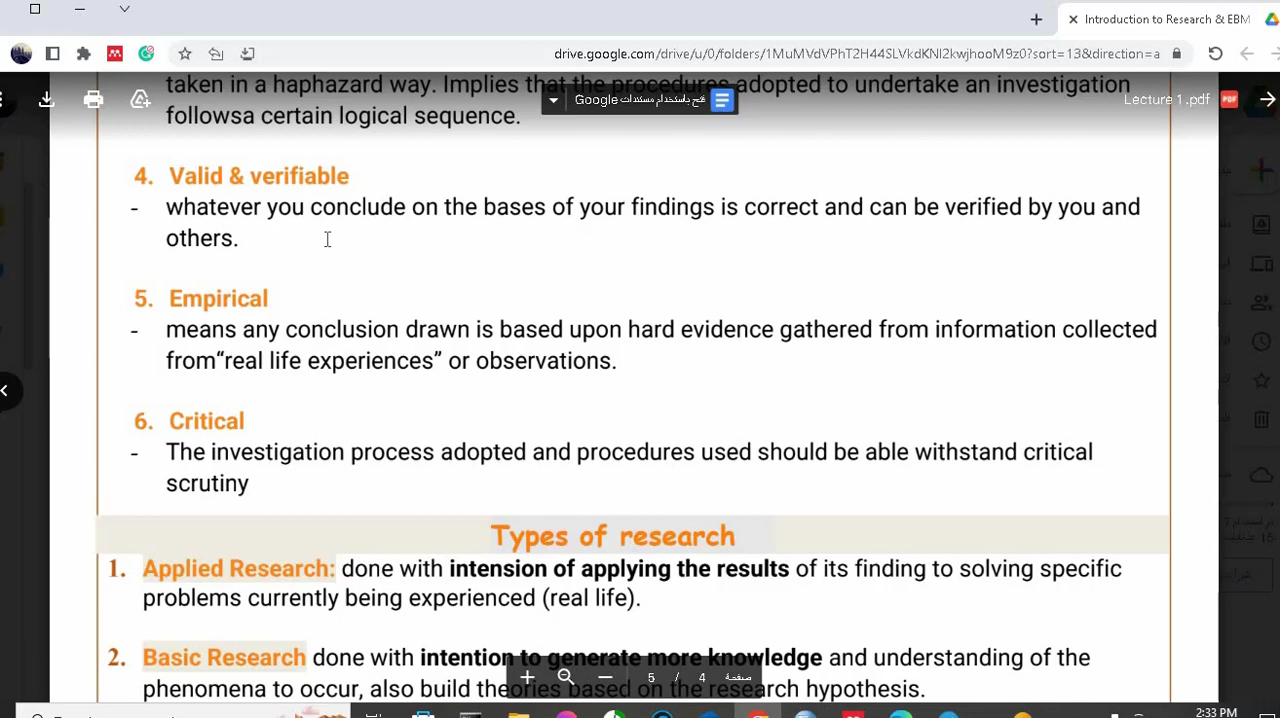 Introduction to Research & EBM
drive.google.com/drive/u/0/folders/1MuMVdVPhT2H44SLVkdKNI2kwjhooM9z0?sort=13&direction=a
taken in a haphazard way. Implies that the procedures adopted to undertake an investigation
فتح باستخدام مستندات Google
Lecture 1.pdf
PDF
followsa certain logical sequence.
4. Valid & verifiable
- whatever you conclude on the bases of your findings is correct and can be verified by you and
others.
5. Empirical
- means any conclusion drawn is based upon hard evidence gathered from information collected
from“real life experiences” or observations.
6. Critical
- The investigation process adopted and procedures used should be able withstand critical
scrutiny
Types of research
1. Applied Research: done with intension of applying the results of its finding to solving specific
problems currently being experienced (real life).
2. Basic Research done with intention to generate more knowledge and understanding of the
صفحة 4 / 5
phenomena to occur, also build theories based on the research hypothesis.
2:33 PM